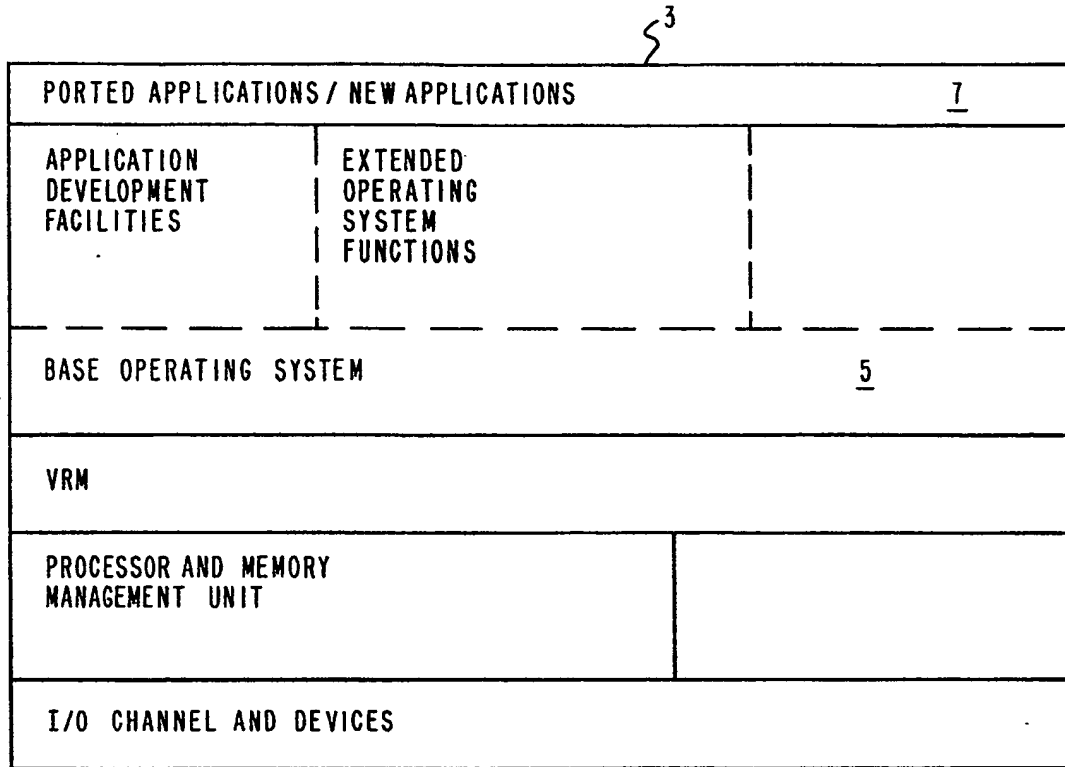 3
PORTED APPLICATIONS / NEW APPLICATIONS 7
APPLICATION
DEVELOPMENT
FACILITIES
EXTENDED
OPERATING
SYSTEM
FUNCTIONS
BASE OPERATING SYSTEM 5
VRM
PROCESSOR AND MEMORY
MANAGEMENT UNIT
I/O CHANNEL AND DEVICES